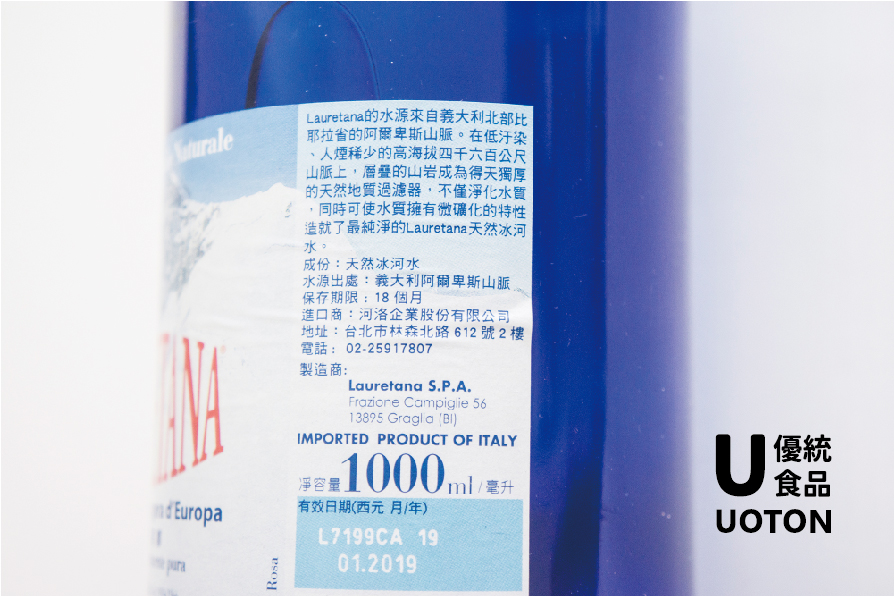 Naturale
Lauretana的水源來自義大利北部比
耶拉省的阿爾卑斯山脈。在低汙染
、人煙稀少的高海拔四千六百公尺
山脈上,層疊的山岩成為得天獨厚
的天然地質過濾器,不僅淨化水質
,同時可使水質擁有微礦化的特性
造就了最純淨的Lauretana天然冰河
水。
成份:天然冰河水
水源出處:義大利阿爾卑斯山脈
保存期限:18個月
進口商:河洛企業股份有限公司
地址:台北市林森北路612號2樓
電話: 02-25917807
製造商:
Lauretana S.P.A.
Frazione Campiglie 56
13895 Graglia (BI)
IMPORTED PRODUCT OF ITALY
淨容量1000ml/毫升
有效日期(西元 月/年)
L7199CA 19
01.2019
TANA
d'Europa
pura
Rosa
U優統
食品
UOTON